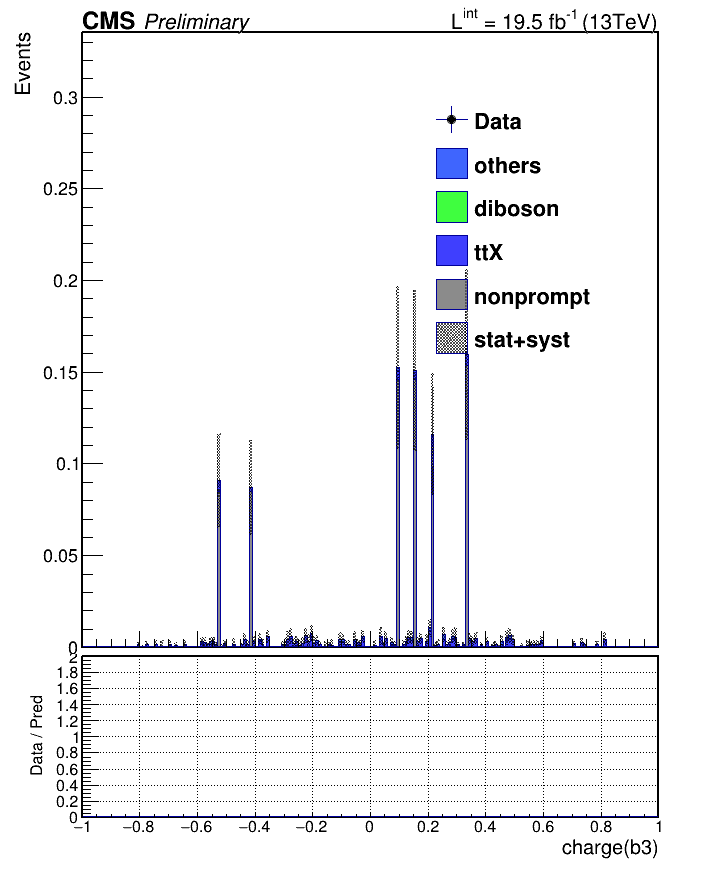 CMS Preliminary
L^int = 19.5 fb^-1 (13TeV)
Events
0.3
0.25
0.2
0.15
0.1
0.05
0
Data
others
diboson
ttX
nonprompt
stat+syst
Data / Pred
2
1.8
1.6
1.4
1.2
1
0.8
0.6
0.4
0.2
0
−1 −0.8 −0.6 −0.4 −0.2 0 0.2 0.4 0.6 0.8 1
charge(b3)